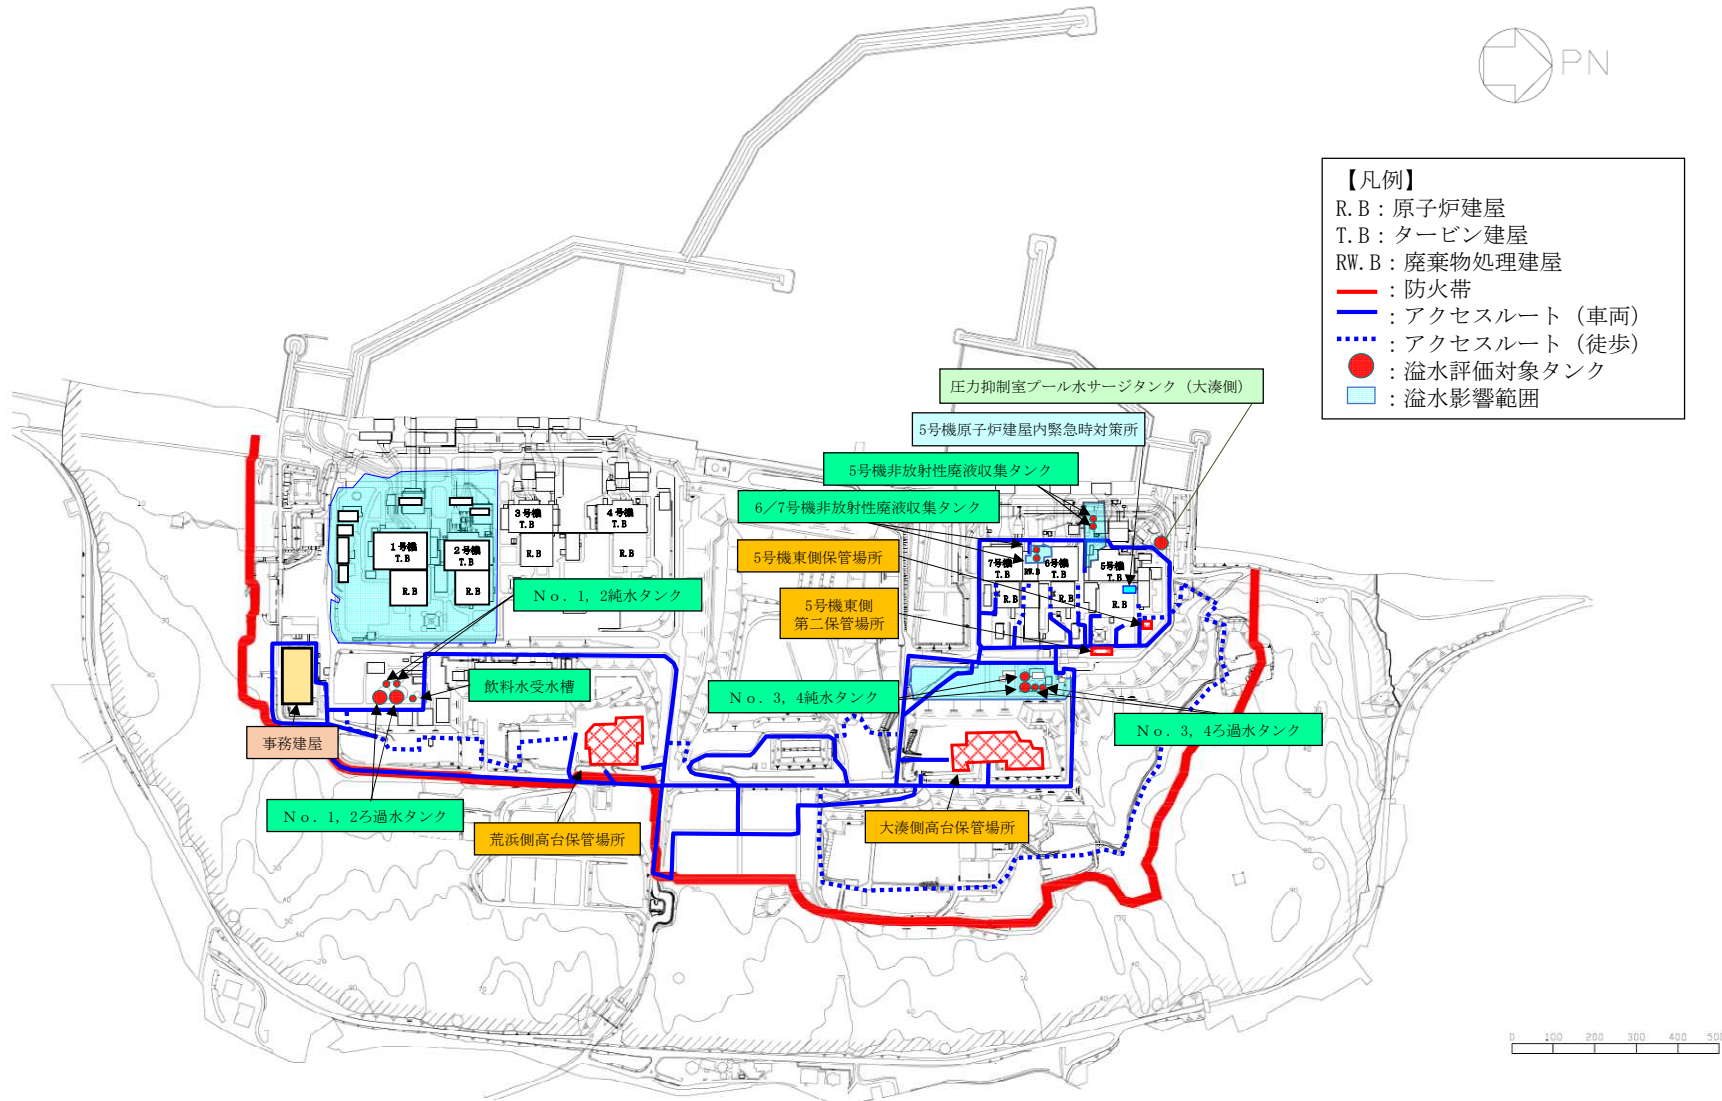 PN
【凡例】
R.B：原子炉建屋
T.B：タービン建屋
RW.B：廃棄物処理建屋
：防火帯
：アクセスルート（車両）
：アクセスルート（徒歩）
：溢水評価対象タンク
：溢水影響範囲
圧力抑制室プール水サージタンク（大湊側）
5号機原子炉建屋内緊急時対策所
5号機非放射性廃液収集タンク
6／7号機非放射性廃液収集タンク
5号機東側保管場所
5号機東側
第二保管場所
1号機
T.B
R.B
2号機
T.B
R.B
3号機
T.B
R.B
4号機
T.B
R.B
7号機
T.B
R.B
RW.B
6号機
T.B
R.B
5号機
T.B
R.B
No．1，2純水タンク
飲料水受水槽
No．3，4純水タンク
No．3，4ろ過水タンク
事務建屋
No．1，2ろ過水タンク
荒浜側高台保管場所
大湊側高台保管場所
0 100 200 300 400